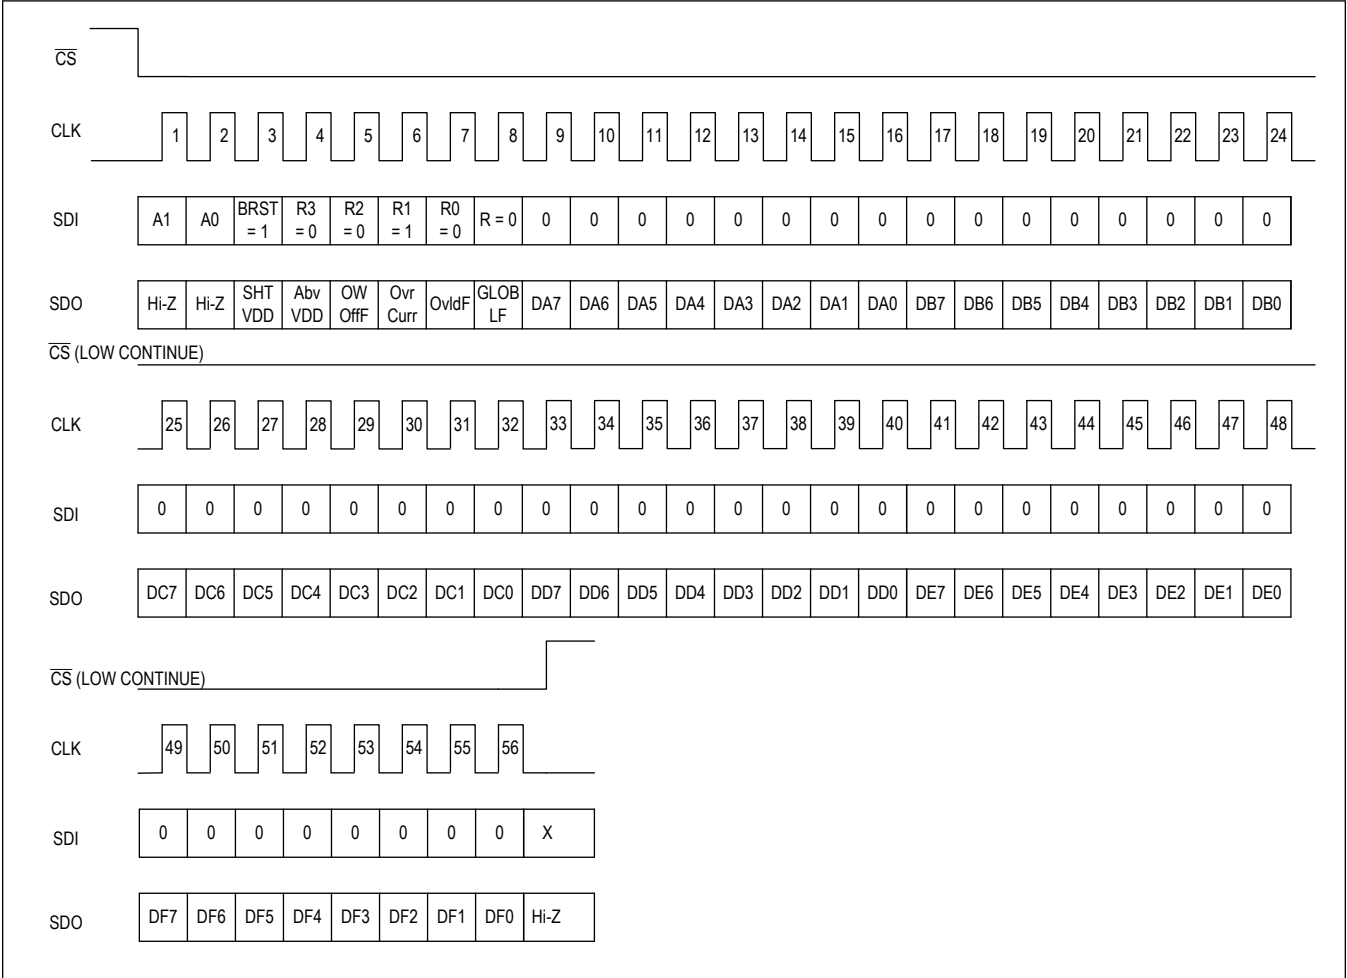 CS
CLK 1 2 3 4 5 6 7 8 9 10 11 12 13 14 15 16 17 18 19 20 21 22 23 24
SDI A1 A0 BRST = 1 R3 = 0 R2 = 0 R1 = 1 R0 = 0 R = 0 0 0 0 0 0 0 0 0 0 0 0 0 0 0 0 0
SDO Hi-Z Hi-Z SHT VDD Abv VDD OW OffF Ovr Curr OvldF GLOB LF DA7 DA6 DA5 DA4 DA3 DA2 DA1 DA0 DB7 DB6 DB5 DB4 DB3 DB2 DB1 DB0
CS (LOW CONTINUE)
CLK 25 26 27 28 29 30 31 32 33 34 35 36 37 38 39 40 41 42 43 44 45 46 47 48
SDI 0 0 0 0 0 0 0 0 0 0 0 0 0 0 0 0 0 0 0 0 0 0 0 0
SDO DC7 DC6 DC5 DC4 DC3 DC2 DC1 DC0 DD7 DD6 DD5 DD4 DD3 DD2 DD1 DD0 DE7 DE6 DE5 DE4 DE3 DE2 DE1 DE0
CS (LOW CONTINUE)
CLK 49 50 51 52 53 54 55 56
SDI 0 0 0 0 0 0 0 0 X
SDO DF7 DF6 DF5 DF4 DF3 DF2 DF1 DF0 Hi-Z